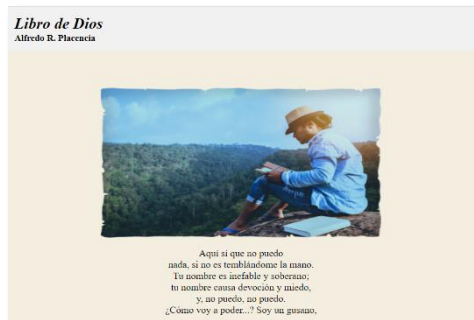 Libro de Dios
Alfredo R. Placencia
Aquí sí que no puedo
nada, si no es temblándome la mano.
Tu nombre es inefable y soberano;
tu nombre causa devoción y miedo,
y, no puedo, no puedo.
¿Cómo voy a poder...? Soy un gusano,